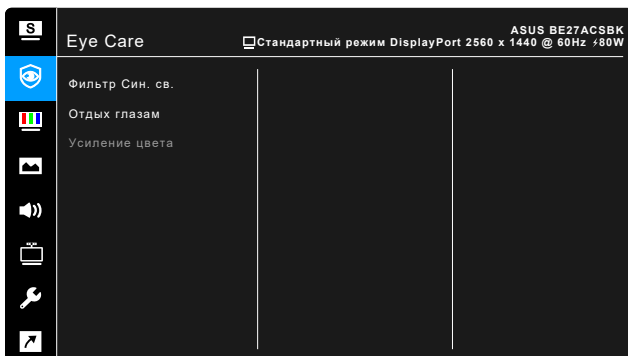 S
ASUS BE27ACSBK
Eye Care
Стандартный режим DisplayPort 2560 x 1440 @ 60Hz ⚡80W
Фильтр Син. св.
Отдых глазам
Усиление цвета